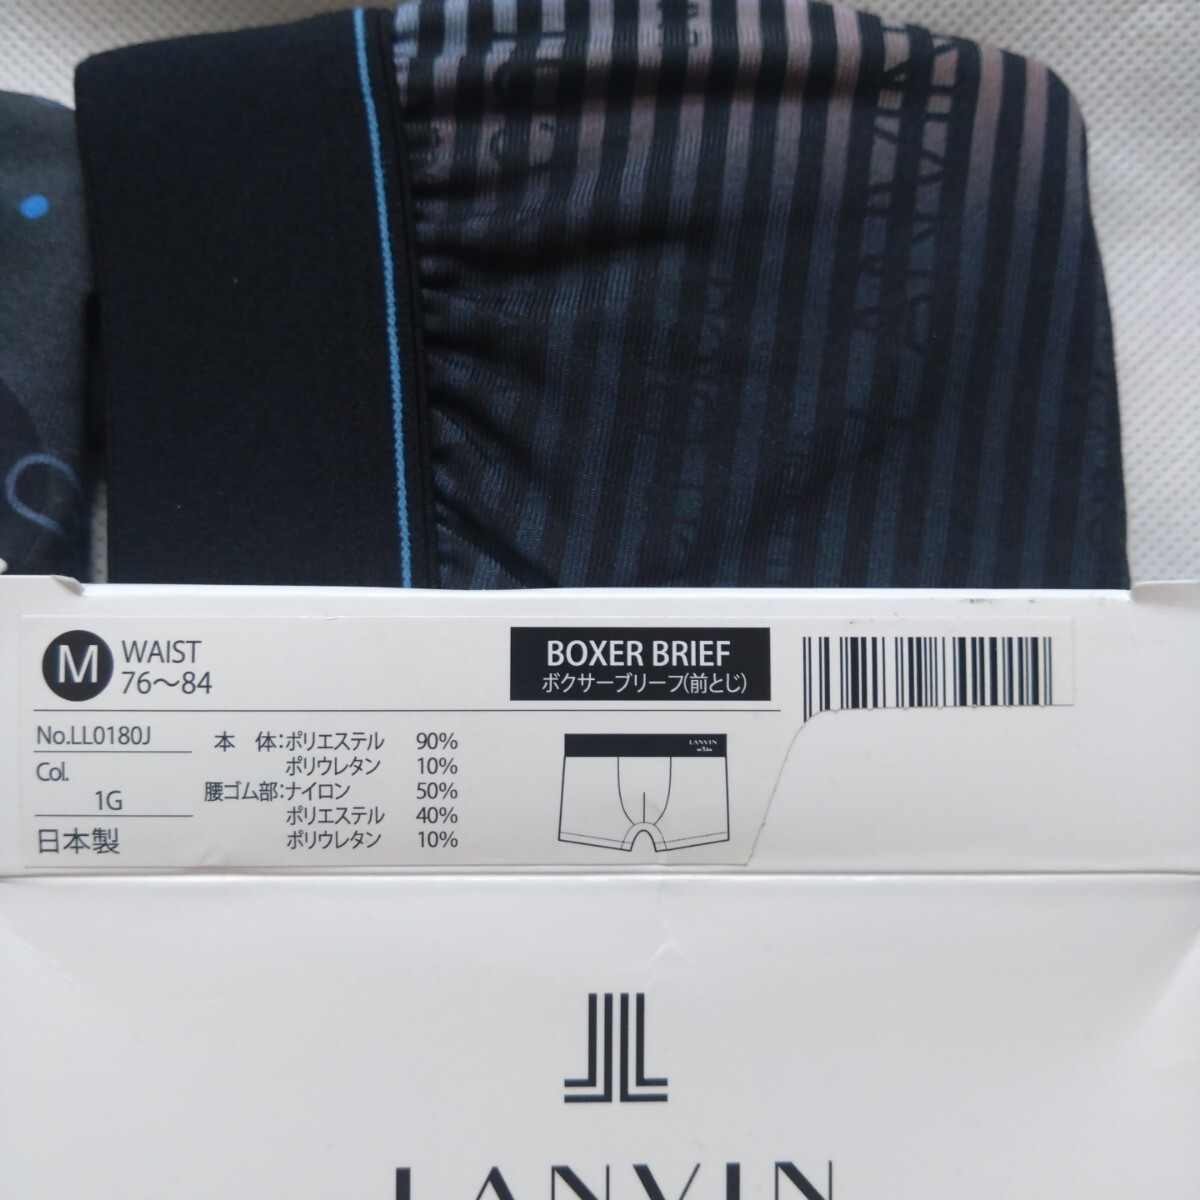 M WAIST
76～84
BOXER BRIEF
ボクサーブリーフ(前とじ)
No.LL0180J
Col.
1G
日本製
本　体:ポリエステル 90%
ポリウレタン 10%
腰ゴム部:ナイロン 50%
ポリエステル 40%
ポリウレタン 10%
LANVIN
LANVIN